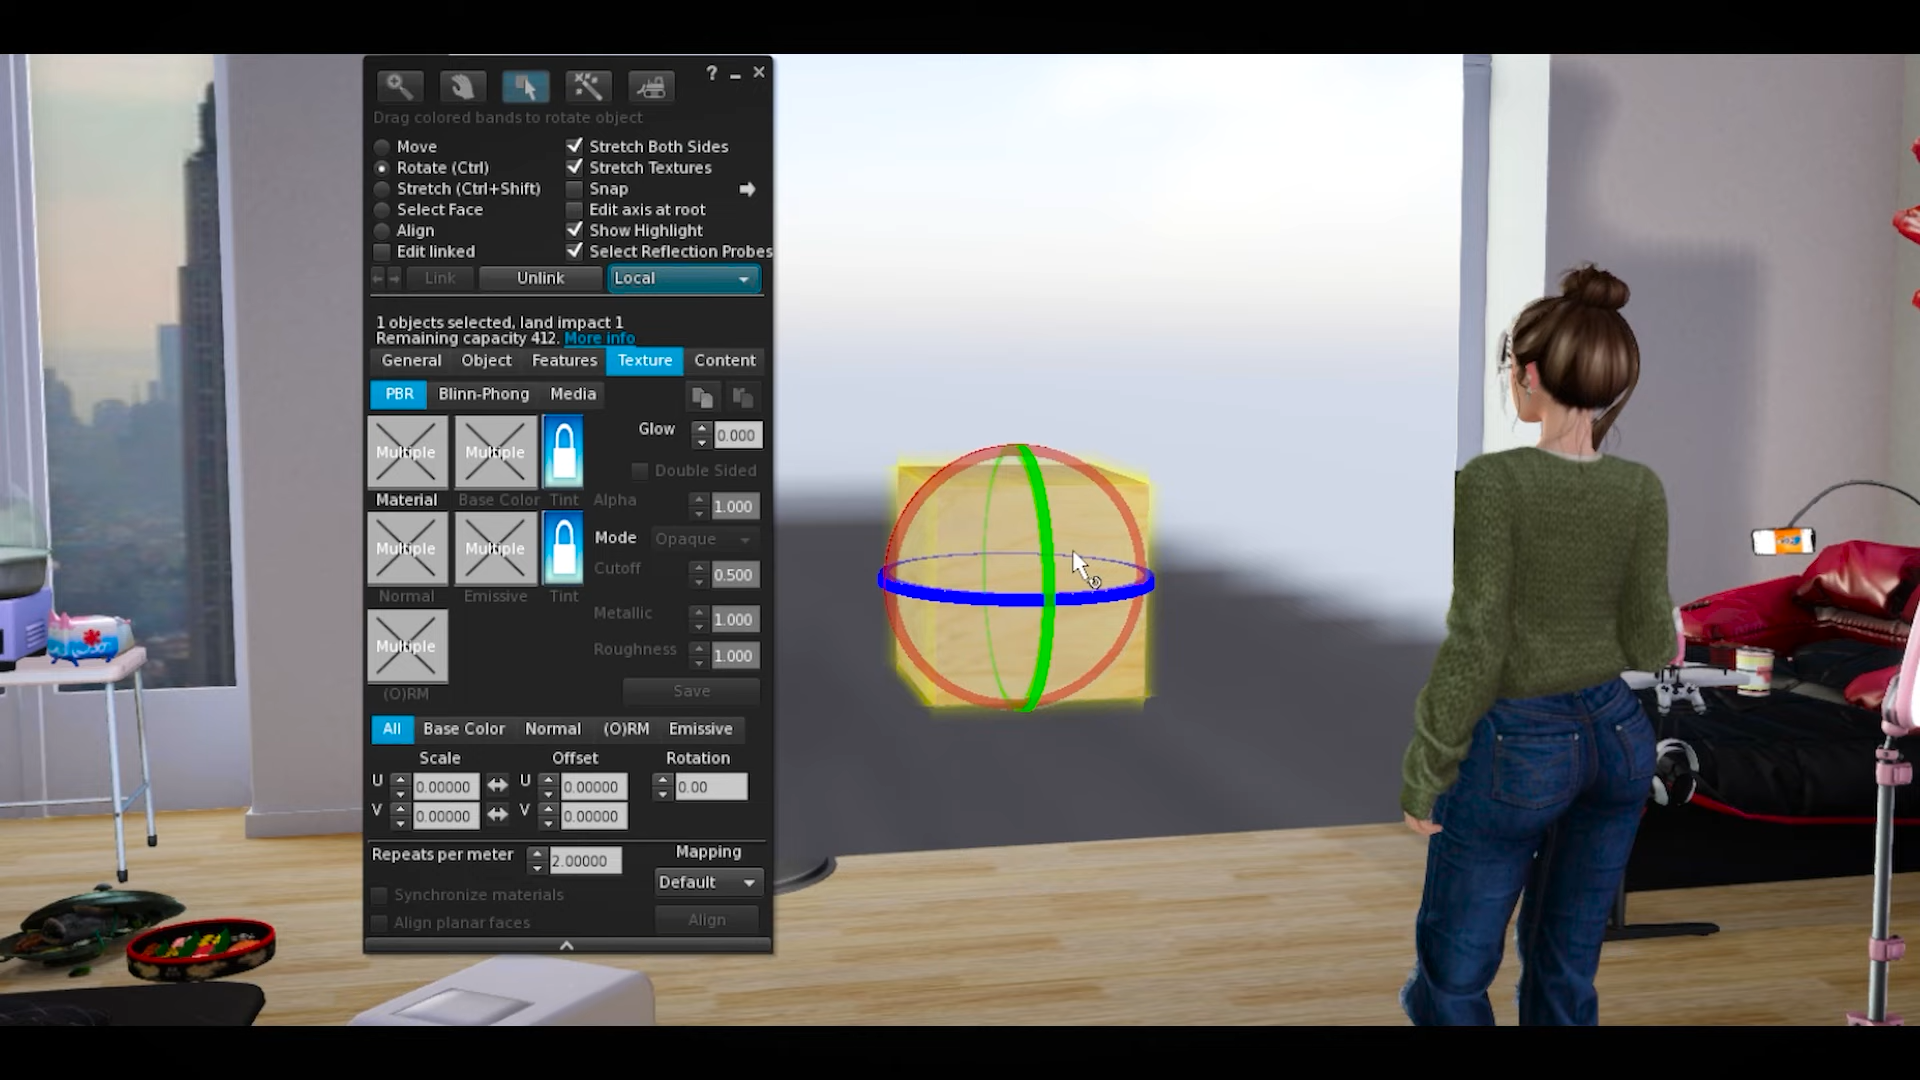 ?
Drag colored bands to rotate object
Move
Stretch Both Sides
Rotate (Ctrl)
Stretch Textures
Stretch (Ctrl+Shift)
Snap
Select Face
Edit axis at root
Align
Show Highlight
Edit linked
Select Reflection Probes
Link
Unlink
Local
1 objects selected, land impact 1
Remaining capacity 412. More info
General Object Features Texture Content
PBR Blinn-Phong Media
Glow 0.000
Multiple Multiple
Double Sided
Material Base Color Tint
Alpha 1.000
Multiple Multiple
Mode Opaque
Cutoff 0.500
Normal Emissive Tint
Metallic 1.000
Multiple
Roughness 1.000
(O)RM
Save
All Base Color Normal (O)RM Emissive
Scale Offset Rotation
U 0.00000 U 0.00000 0.00
V 0.00000 V 0.00000
Repeats per meter 2.00000
Mapping
Default
Synchronize materials
Align planar faces
Align